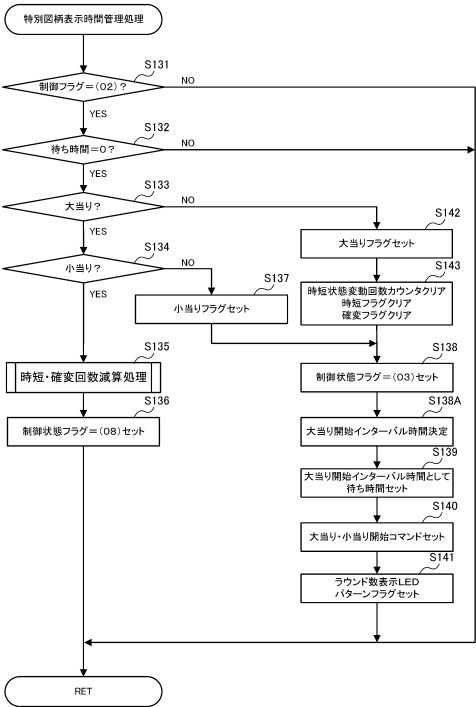 特別図柄表示時間管理処理
S131
制御フラグ=(02)?
NO
YES
S132
待ち時間=0?
NO
YES
S133
大当り?
NO
YES
S142
大当りフラグセット
S134
小当り?
NO
YES
S143
時短状態変動回数カウンタクリア
時短フラグクリア
確変フラグクリア
S137
小当りフラグセット
S135
時短・確変回数減算処理
S138
制御状態フラグ=(03)セット
S136
制御状態フラグ=(08)セット
S138A
大当り開始インターバル時間決定
S139
大当り開始インターバル時間として
待ち時間セット
S140
大当り・小当り開始コマンドセット
S141
ラウンド数表示LED
パターンフラグセット
RET